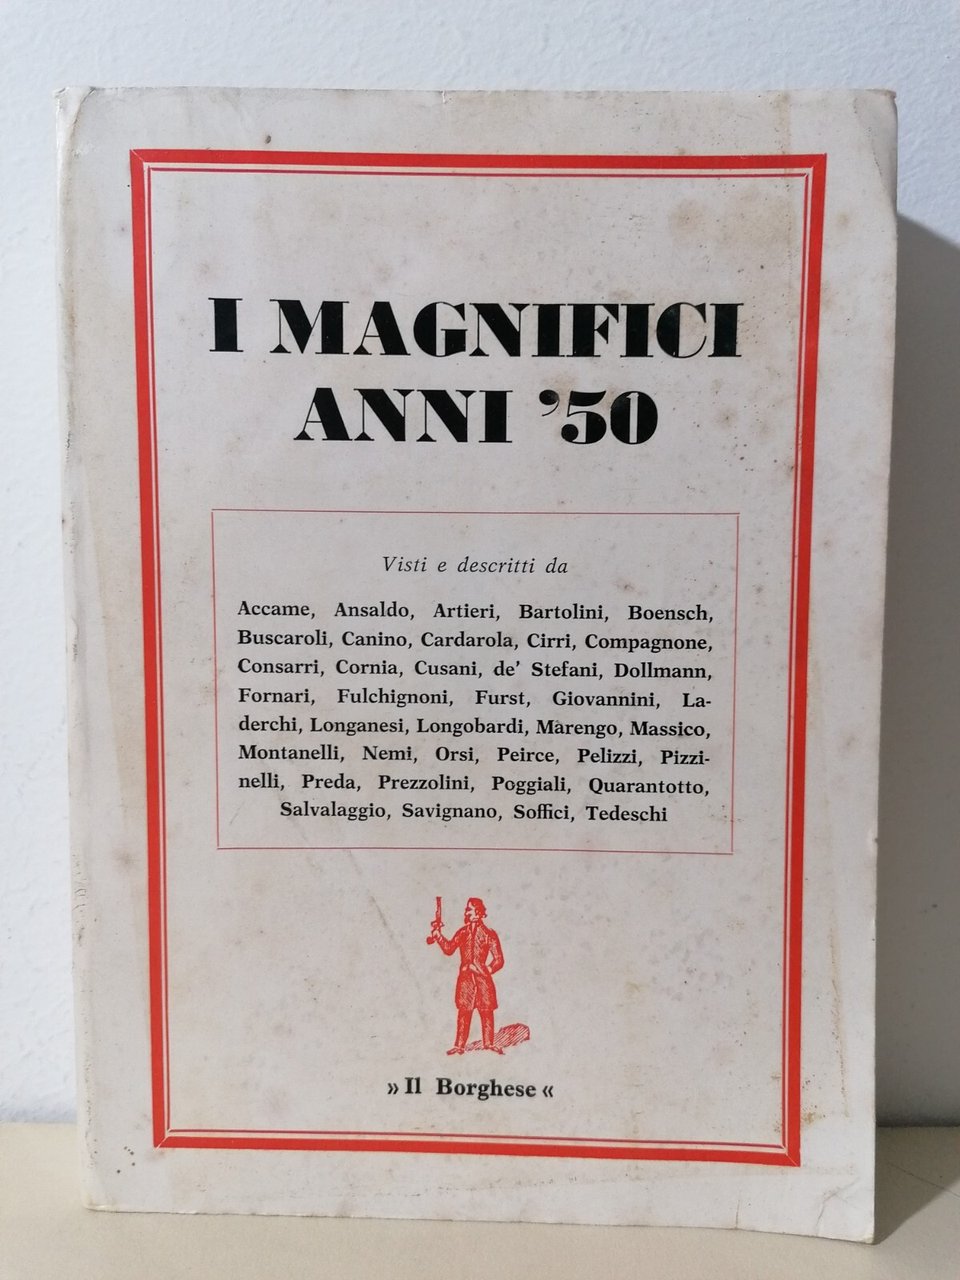 I MAGNIFICI
ANNI ’50
Visti e descritti da
Accame, Ansaldo, Artieri, Bartolini, Boensch,
Buscaroli, Canino, Cardarola, Cirri, Compagnone,
Consarri, Cornia, Cusani, de’ Stefani, Dollmann,
Fornari, Fulchignoni, Furst, Giovannini, La-
derchi, Longanesi, Longobardi, Marengo, Massico,
Montanelli, Nemi, Orsi, Peirce, Pelizzi, Pizzi-
nelli, Preda, Prezzolini, Poggiali, Quarantotto,
Salvalaggio, Savignano, Soffici, Tedeschi
» Il Borghese «